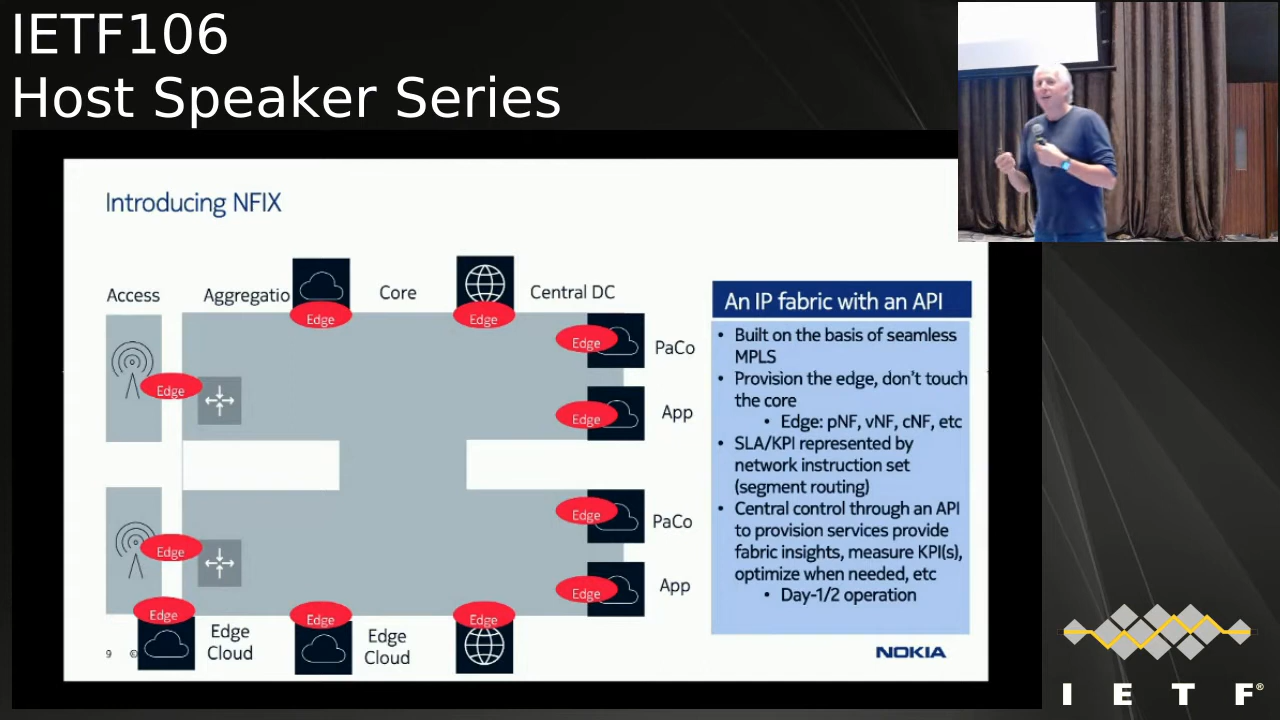 IETF106
Host Speaker Series
Introducing NFIX
Access
Aggregatio
Core
Central DC
Edge
Edge
Edge
PaCo
Edge
Edge
App
Edge
PaCo
Edge
Edge
App
Edge
Edge
Edge
Edge
Cloud
Edge
Cloud
An IP fabric with an API
• Built on the basis of seamless
MPLS
• Provision the edge, don't touch
the core
• Edge: pNF, vNF, cNF, etc
• SLA/KPI represented by
network instruction set
(segment routing)
• Central control through an API
to provision services provide
fabric insights, measure KPI(s),
optimize when needed, etc
• Day-1/2 operation
9 ©
NOKIA
I E T F®